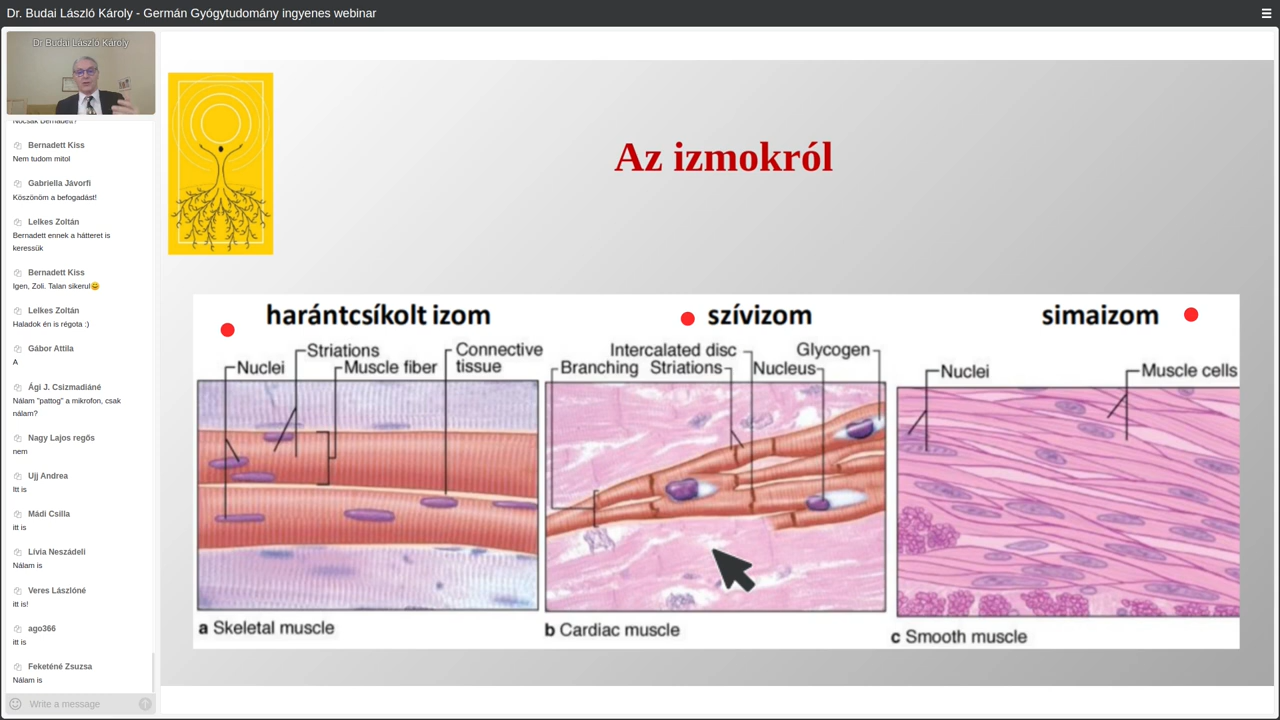 Dr. Budai László Károly - Germán Gyógytudomány ingyenes webinar
Dr Budai László Károly
Nocsak Bernadett?
Bernadett Kiss
Nem tudom mitol
Gabriella Jávorfi
Köszönöm a befogadást!
Lelkes Zoltán
Bernadett ennek a hátteret is
keressük
Bernadett Kiss
Igen, Zoli. Talan sikerul😄
Lelkes Zoltán
Haladok én is régota :)
Gábor Attila
A
Ági J. Csizmadiáné
Nálam "pattog" a mikrofon, csak
nálam?
Nagy Lajos regős
nem
Ujj Andrea
Itt is
Mádi Csilla
itt is
Lívia Neszádeli
Nálam is
Veres Lászlóné
itt is!
ago366
itt is
Feketéné Zsuzsa
Nálam is
Write a message
Az izmokról
harántcsíkolt izom
Striations
Connective
tissue
Nuclei
Muscle fiber
a Skeletal muscle
szívizom
Intercalated disc
Glycogen
Branching
Striations
Nucleus
b Cardiac muscle
simaizom
Nuclei
Muscle cells
c Smooth muscle